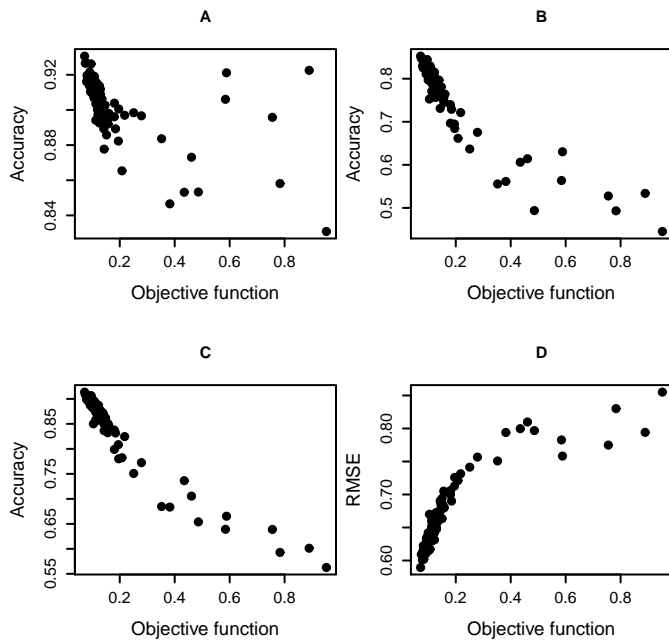 A
Accuracy
0.84 0.88 0.92
0.2 0.4 0.6 0.8
Objective function
B
Accuracy
0.5 0.6 0.7 0.8
0.2 0.4 0.6 0.8
Objective function
C
Accuracy
0.55 0.65 0.75 0.85
0.2 0.4 0.6 0.8
Objective function
D
RMSE
0.60 0.70 0.80
0.2 0.4 0.6 0.8
Objective function